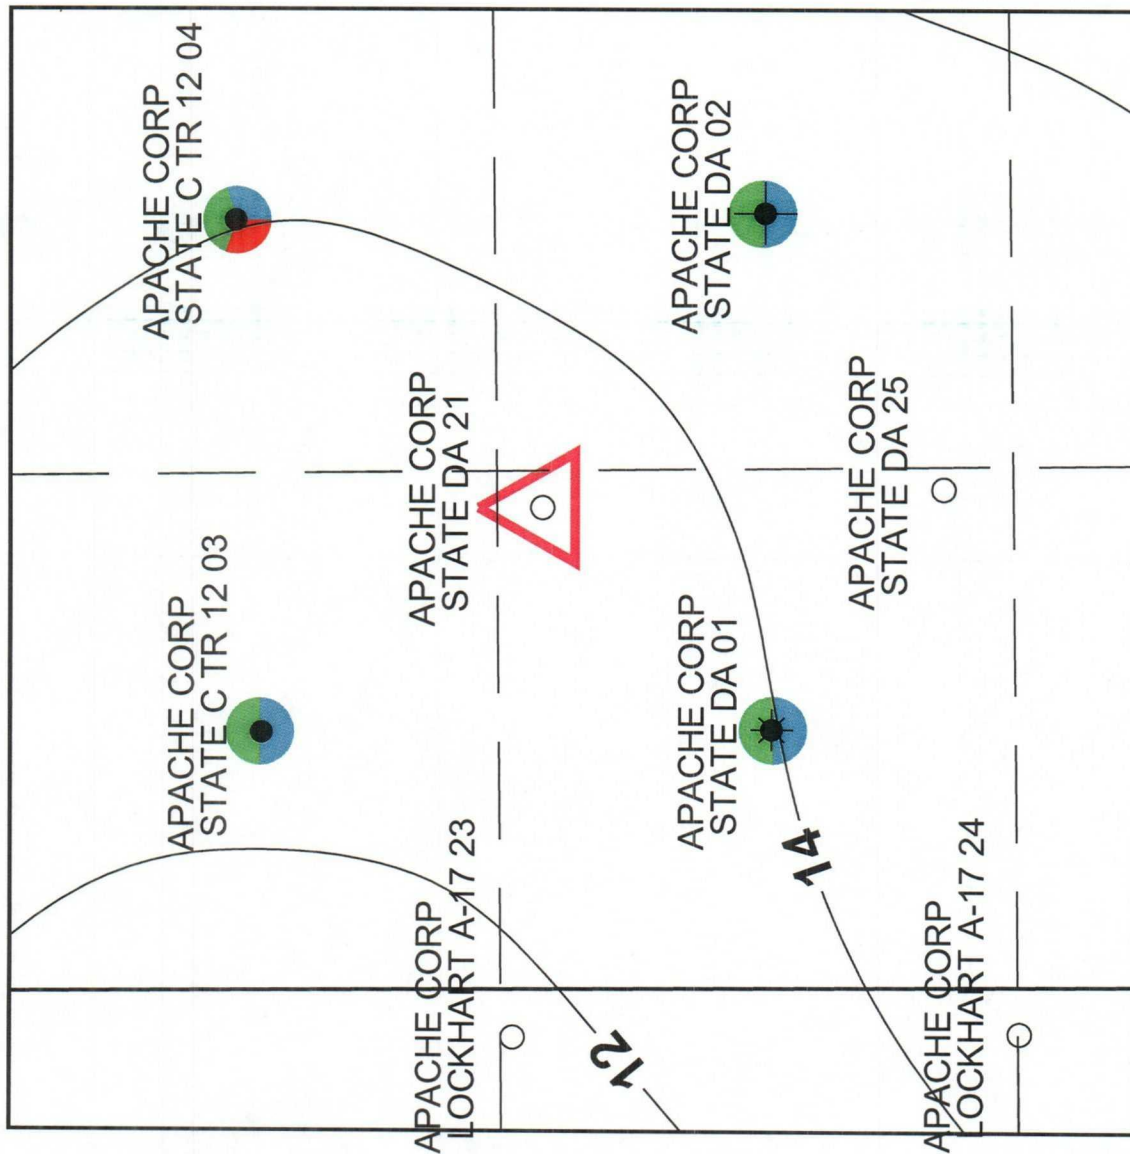 APACHE CORP
STATE C TR 12 04
APACHE CORP
STATE DA 02
APACHE CORP
STATE DA 21
APACHE CORP
STATE DA 25
APACHE CORP
STATE C TR 12 03
APACHE CORP
STATE DA 01
APACHE CORP
LOCKHART A-17 23
APACHE CORP
LOCKHART A-17 24
12
14